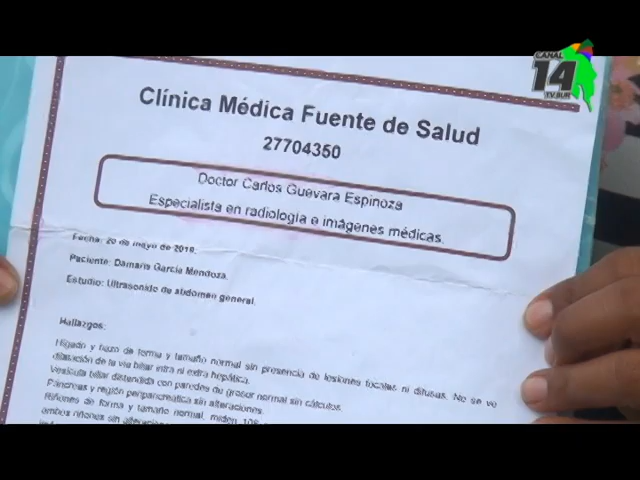 CANAL
14
TV SUR
Clínica Médica Fuente de Salud
27704350
Doctor Carlos Guevara Espinoza
Especialista en radiología e imágenes médicas.
Fecha: 20 de mayo de 2018.
Paciente: Damaris García Mendoza.
Estudio: Ultrasonido de abdomen general.
Hallazgos:
Hígado y bazo de forma y tamaño normal sin presencia de lesiones focales ni difusas. No se ve
dilatación de la vía biliar intra ni extra hepática.
Vesícula biliar distendida con paredes de grosor normal sin cálculos.
Páncreas y región peripancreática sin alteraciones.
Riñones de forma y tamaño normal, miden
ambos riñones sin